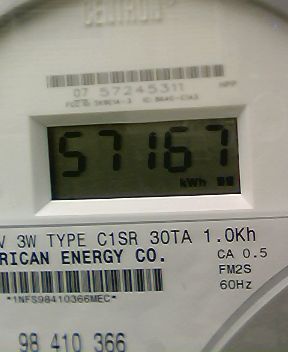 CENTRON
07 57245311
57167
kWh
V 3W TYPE C1SR 30TA 1.0Kh
RICAN ENERGY CO.
CA 0.5
FM2S
60Hz
*1NFS98410366MEC*
98 410 366